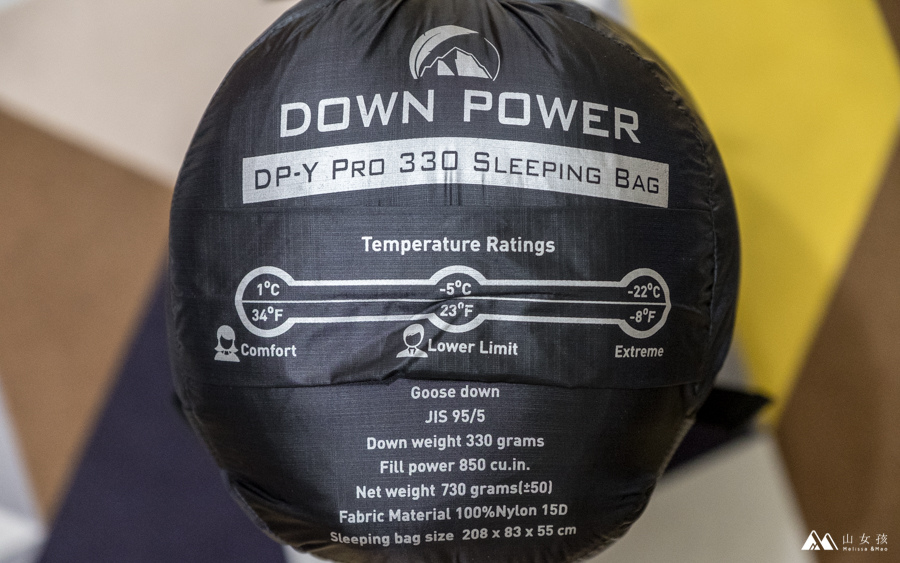 DOWN POWER
DP-Y PRO 330 SLEEPING BAG
Temperature Ratings
1°C -5°C -22°C
34°F 23°F -8°F
Comfort Lower Limit Extreme
Goose down
JIS 95/5
Down weight 330 grams
Fill power 850 cu.in.
Net weight 730 grams(±50)
Fabric Material 100%Nylon 15D
Sleeping bag size 208 x 83 x 55 cm
山女孩
Melissa &Mao